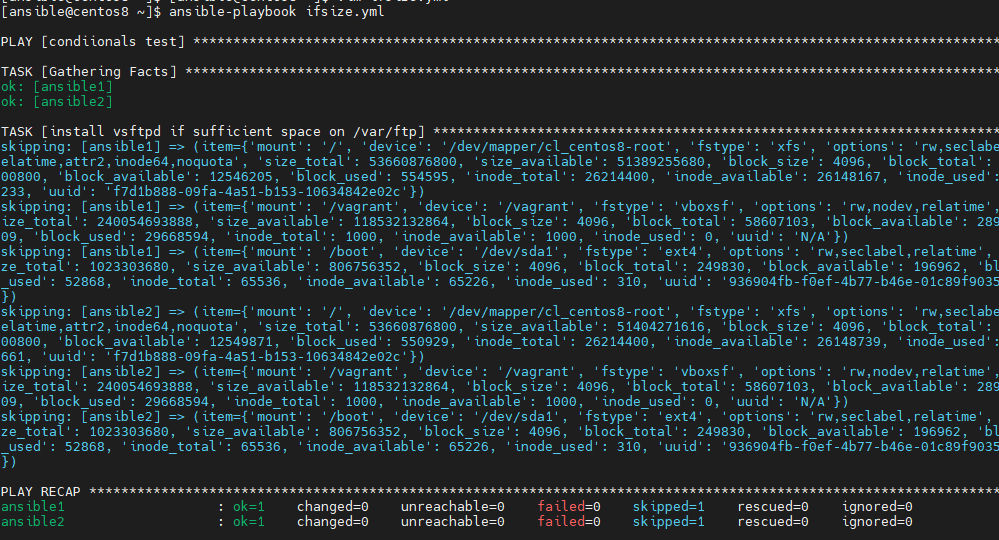 [ansible@centos8 ~]$ ansible-playbook ifsize.yml
PLAY [condiionals test] ****************************************************************************************************
TASK [Gathering Facts] *****************************************************************************************************
ok: [ansible1]
ok: [ansible2]
TASK [install vsftpd if sufficient space on /var/ftp] **********************************************************************
skipping: [ansible1] => (item={'mount': '/', 'device': '/dev/mapper/cl_centos8-root', 'fstype': 'xfs', 'options': 'rw,seclabe
elatime,attr2,inode64,noquota', 'size_total': 53660876800, 'size_available': 51389255680, 'block_size': 4096, 'block_total':
00800, 'block_available': 12546205, 'block_used': 554595, 'inode_total': 26214400, 'inode_available': 26148167, 'inode_used':
233, 'uuid': 'f7d1b888-09fa-4a51-b153-10634842e02c'})
skipping: [ansible1] => (item={'mount': '/vagrant', 'device': '/vagrant', 'fstype': 'vboxsf', 'options': 'rw,nodev,relatime',
ize_total': 240054693888, 'size_available': 118532132864, 'block_size': 4096, 'block_total': 58607103, 'block_available': 289
09, 'block_used': 29668594, 'inode_total': 1000, 'inode_available': 1000, 'inode_used': 0, 'uuid': 'N/A'})
skipping: [ansible1] => (item={'mount': '/boot', 'device': '/dev/sda1', 'fstype': 'ext4', 'options': 'rw,seclabel,relatime',
ze_total': 1023303680, 'size_available': 806756352, 'block_size': 4096, 'block_total': 249830, 'block_available': 196962, 'bl
_used': 52868, 'inode_total': 65536, 'inode_available': 65226, 'inode_used': 310, 'uuid': '936904fb-f0ef-4b77-b46e-01c89f9035
})
skipping: [ansible2] => (item={'mount': '/', 'device': '/dev/mapper/cl_centos8-root', 'fstype': 'xfs', 'options': 'rw,seclabe
elatime,attr2,inode64,noquota', 'size_total': 53660876800, 'size_available': 51404271616, 'block_size': 4096, 'block_total':
00800, 'block_available': 12549871, 'block_used': 550929, 'inode_total': 26214400, 'inode_available': 26148739, 'inode_used':
661, 'uuid': 'f7d1b888-09fa-4a51-b153-10634842e02c'})
skipping: [ansible2] => (item={'mount': '/vagrant', 'device': '/vagrant', 'fstype': 'vboxsf', 'options': 'rw,nodev,relatime',
ize_total': 240054693888, 'size_available': 118532132864, 'block_size': 4096, 'block_total': 58607103, 'block_available': 289
09, 'block_used': 29668594, 'inode_total': 1000, 'inode_available': 1000, 'inode_used': 0, 'uuid': 'N/A'})
skipping: [ansible2] => (item={'mount': '/boot', 'device': '/dev/sda1', 'fstype': 'ext4', 'options': 'rw,seclabel,relatime',
ze_total': 1023303680, 'size_available': 806756352, 'block_size': 4096, 'block_total': 249830, 'block_available': 196962, 'bl
_used': 52868, 'inode_total': 65536, 'inode_available': 65226, 'inode_used': 310, 'uuid': '936904fb-f0ef-4b77-b46e-01c89f9035
})
PLAY RECAP *****************************************************************************************************************
ansible1 : ok=1 changed=0 unreachable=0 failed=0 skipped=1 rescued=0 ignored=0
ansible2 : ok=1 changed=0 unreachable=0 failed=0 skipped=1 rescued=0 ignored=0